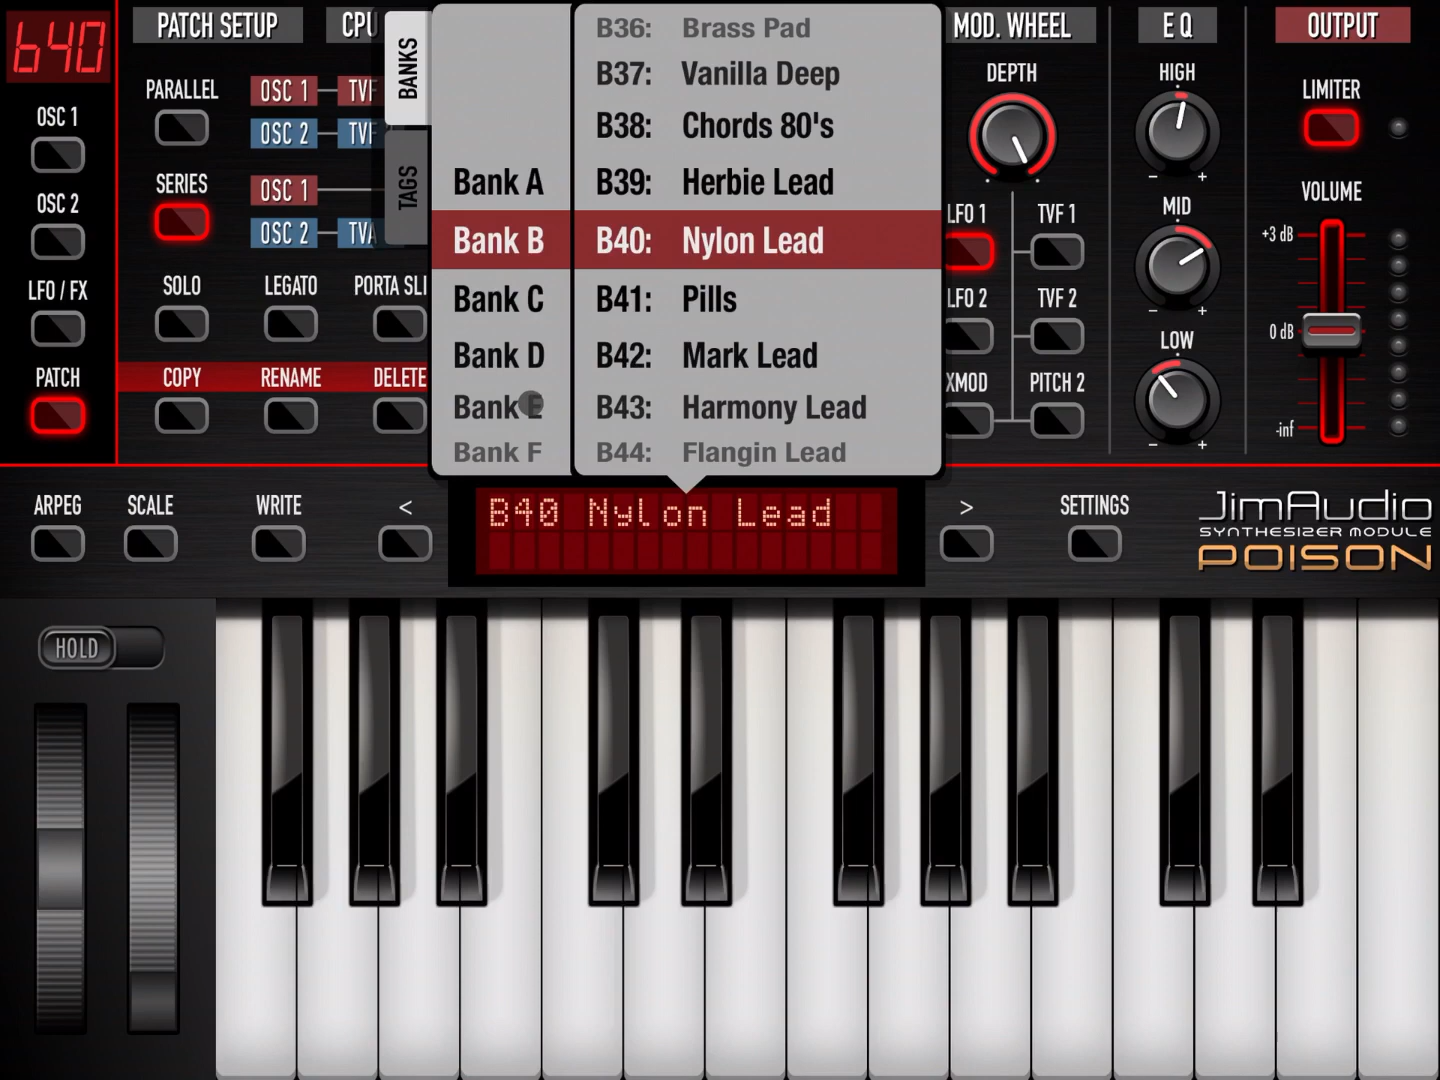 b40
PATCH SETUP
CPU
BANKS
TAGS
B36: Brass Pad
B37: Vanilla Deep
B38: Chords 80's
Bank A
B39: Herbie Lead
Bank B
B40: Nylon Lead
Bank C
B41: Pills
Bank D
B42: Mark Lead
Bank E
B43: Harmony Lead
Bank F
B44: Flangin Lead
MOD. WHEEL
EQ
OUTPUT
OSC 1
OSC 2
LFO / FX
PATCH
PARALLEL
OSC 1
TVF
OSC 2
TVF
SERIES
OSC 1
OSC 2
TVA
SOLO
LEGATO
PORTA SLI
COPY
RENAME
DELETE
DEPTH
LFO 1
TVF 1
LFO 2
TVF 2
XMOD
PITCH 2
HIGH
- +
MID
- +
LOW
- +
LIMITER
VOLUME
+3 dB
0 dB
-inf
ARPEG
SCALE
WRITE
<
B40 Nylon Lead
>
SETTINGS
JimAudio
SYNTHESIZER MODULE
POISON
HOLD